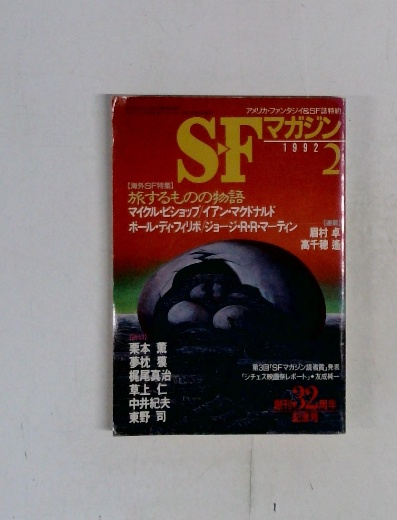 アメリカ・ファンタジイ&SF誌特約
SFマガジン
1992 2
[海外SF特集]
旅するものの物語
マイクル・ビショップ/イアン・マクドナルド
ポール・ディ・フィリポ/ジョージ・R・R・マーティン
[連載]
眉村 卓
高千穂 遙
栗本 薫
夢枕 獏
梶尾真治
草上 仁
中井紀夫
東野 司
第3回「SFマガジン読者賞」発表
「シチェス映画祭レポート」●友成純一
創刊32周年
記念号